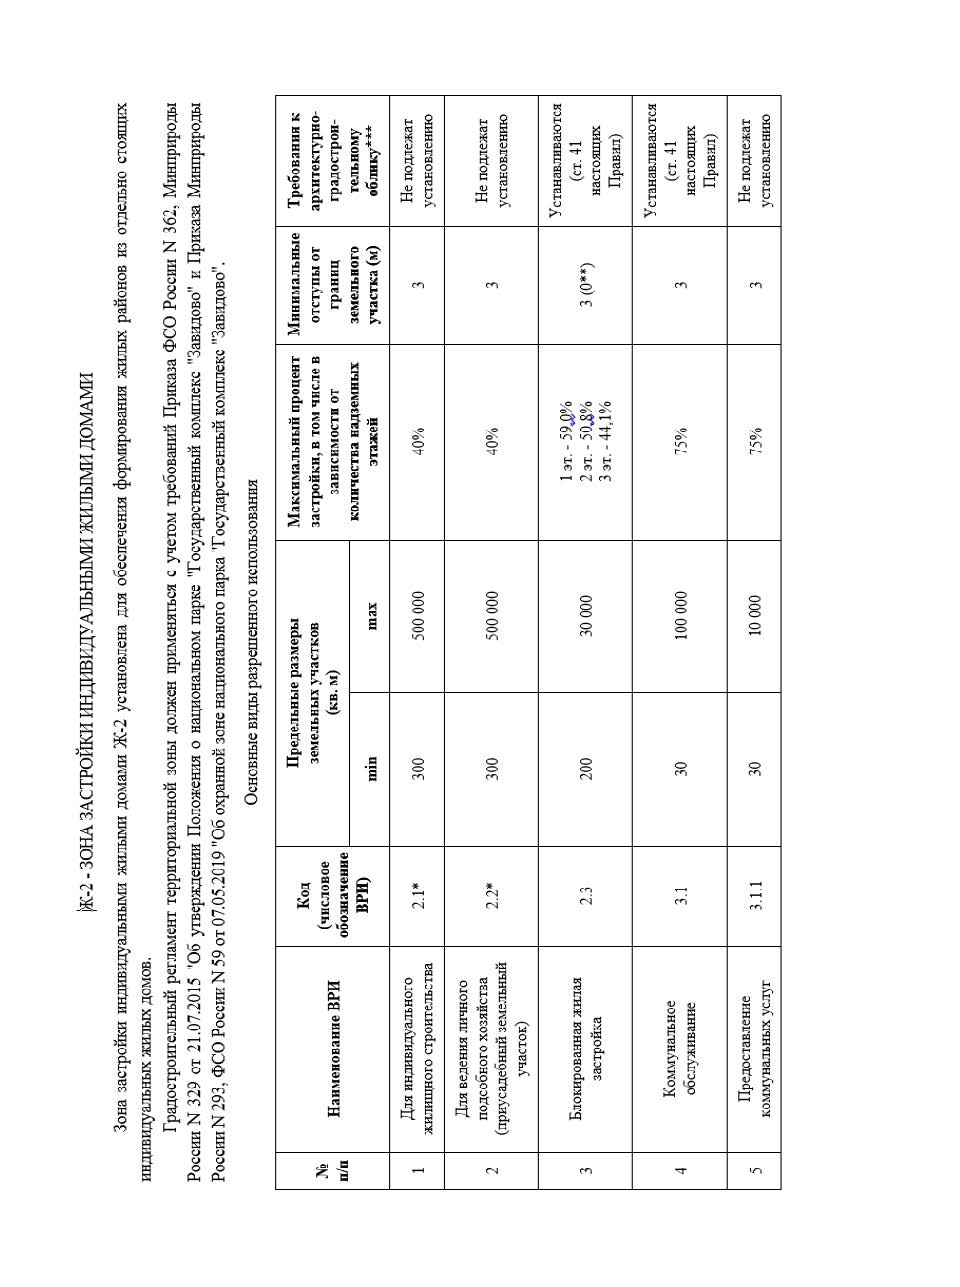 Ж-2 - ЗОНА ЗАСТРОЙКИ ИНДИВИДУАЛЬНЫМИ ЖИЛЫМИ ДОМАМИ
Зона застройки индивидуальными жилыми домами Ж-2 установлена для обеспечения формирования жилых районов из отдельно стоящих
индивидуальных жилых домов.
Градостроительный регламент территориальной зоны должен применяться с учетом требований Приказа ФСО России N 362, Минприроды
России N 329 от 21.07.2015 "Об утверждении Положения о национальном парке "Государственный комплекс "Завидово" и Приказа Минприроды
России N 293, ФСО России N 59 от 07.05.2019 "Об охранной зоне национального парка "Государственный комплекс "Завидово".
Основные виды разрешенного использования
№
п/п
Наименование ВРИ
Код
(числовое
обозначение
ВРИ)
Предельные размеры
земельных участков
(кв. м)
min
max
Максимальный процент
застройки, в том числе в
зависимости от
количества надземных
этажей
Минимальные
отступы от
границ
земельного
участка (м)
Требования к
архитектурно-
градострои-
тельному
облику***
1
Для индивидуального
жилищного строительства
2.1*
300
500 000
40%
3
Не подлежат
установлению
2
Для ведения личного
подсобного хозяйства
(приусадебный земельный
участок)
2.2*
300
500 000
40%
3
Не подлежат
установлению
3
Блокированная жилая
застройка
2.3
200
30 000
1 эт. - 59,0%
2 эт. - 50,8%
3 эт. - 44,1%
3 (0**)
Устанавливаются
(ст. 41
настоящих
Правил)
4
Коммунальное
обслуживание
3.1
30
100 000
75%
3
Устанавливаются
(ст. 41
настоящих
Правил)
5
Предоставление
коммунальных услуг
3.1.1
30
10 000
75%
3
Не подлежат
установлению